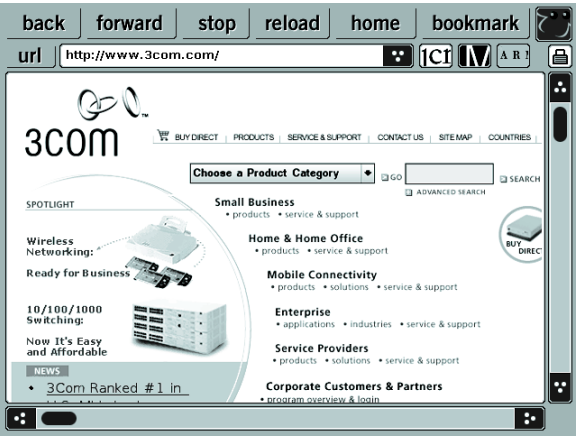 back forward stop reload home bookmark
url http://www.3com.com/ A R !
3COM TM
BUY DIRECT PRODUCTS SERVICE & SUPPORT CONTACT US SITE MAP COUNTRIES
Choose a Product Category GO SEARCH
ADVANCED SEARCH
SPOTLIGHT
Small Business
• products • service & support
Wireless
Networking:
Ready for Business
Home & Home Office
• products • service & support
BUY
DIREC
Mobile Connectivity
• products • solutions • service & support
10/100/1000
Switching:
Now It's Easy
and Affordable
Enterprise
• applications • industries • service & support
Service Providers
• products • solutions • service & support
NEWS
• 3Com Ranked #1 in
Corporate Customers & Partners
• program overview & login